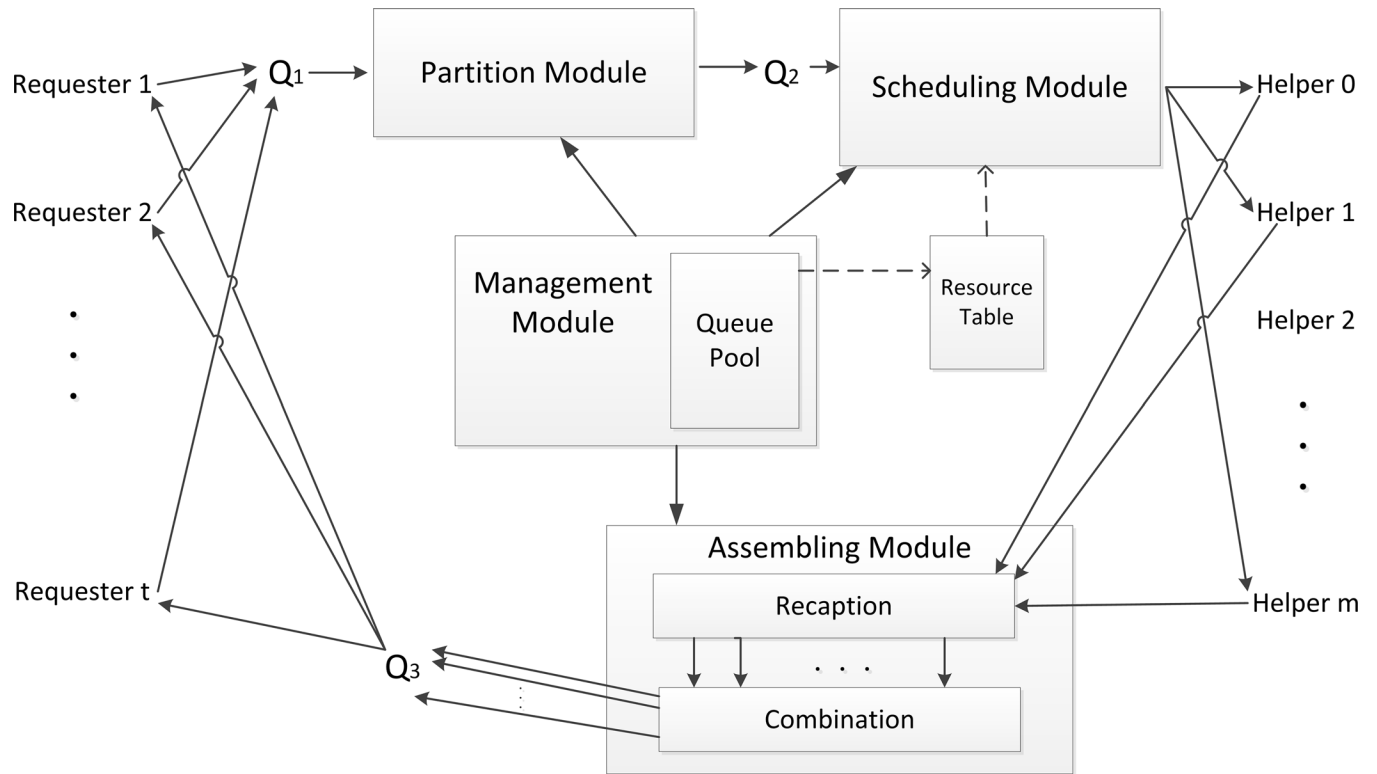 Requester 1
Q1
Partition Module
Q2
Scheduling Module
Helper 0
Requester 2
Helper 1
Management
Module
Queue
Pool
Resource
Table
Helper 2
Assembling Module
Recaption
Requester t
Helper m
Q3
Combination